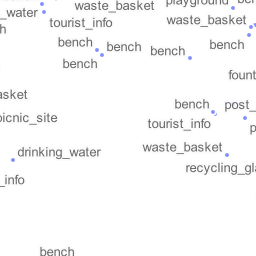 playground
_water
waste_basket
tourist_info
waste_basket
bench
bench
bench
bench
bench
fount
asket
bench
post_
picnic_site
tourist_info
drinking_water
waste_basket
recycling_gla
_info
bench